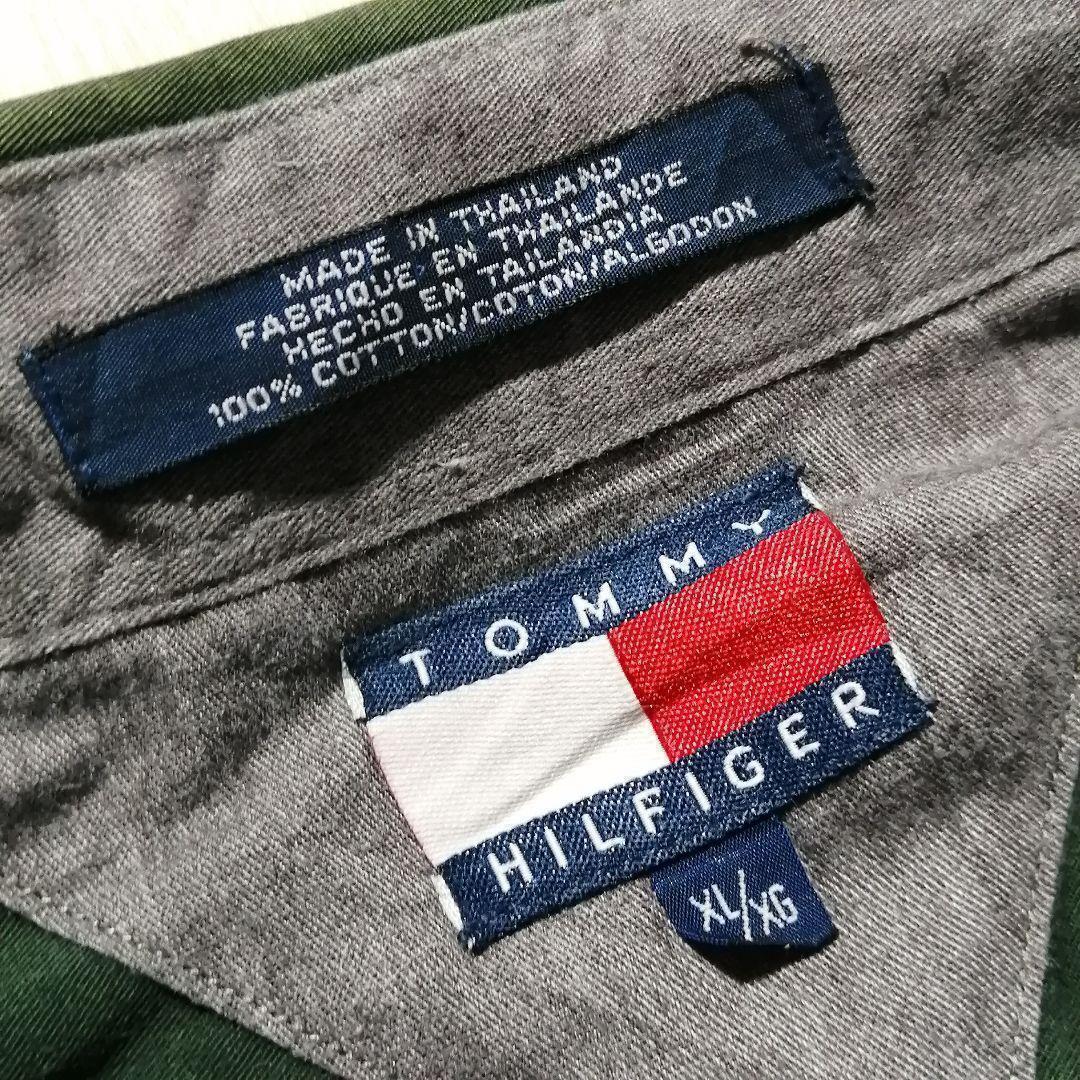 MADE IN THAILAND
FABRIQUE EN THAILANDE
HECHO EN TAILANDIA
100% COTTON/COTON/ALGODON
TOMMY
HILFIGER
XL/XG